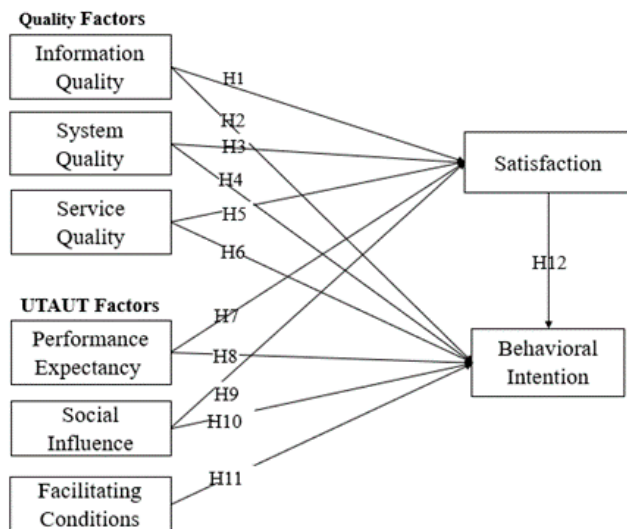 Quality Factors
Information
Quality
System
Quality
Service
Quality
UTAUT Factors
Performance
Expectancy
Social
Influence
Facilitating
Conditions
H1
H2
H3
H4
H5
H6
H7
H8
H9
H10
H11
Satisfaction
H12
Behavioral
Intention